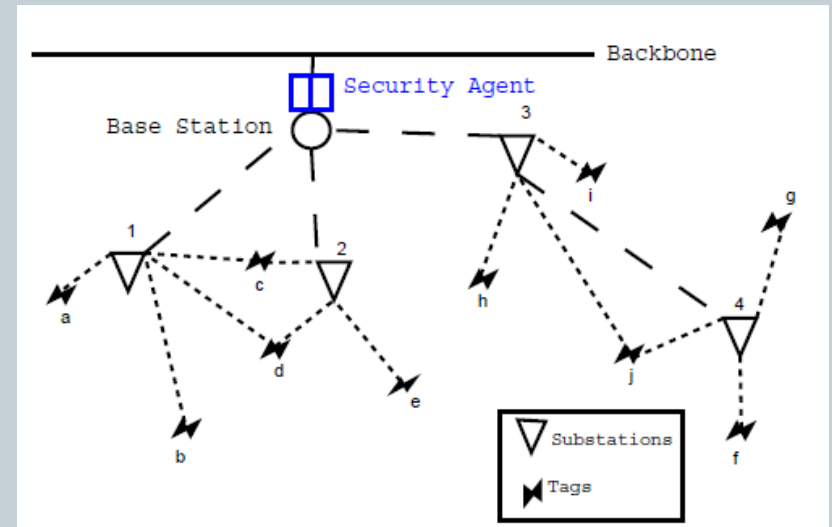 Backbone
Security Agent
Base Station
3
i
g
1
2
c
h
a
4
d
j
e
b
f
Substations
Tags